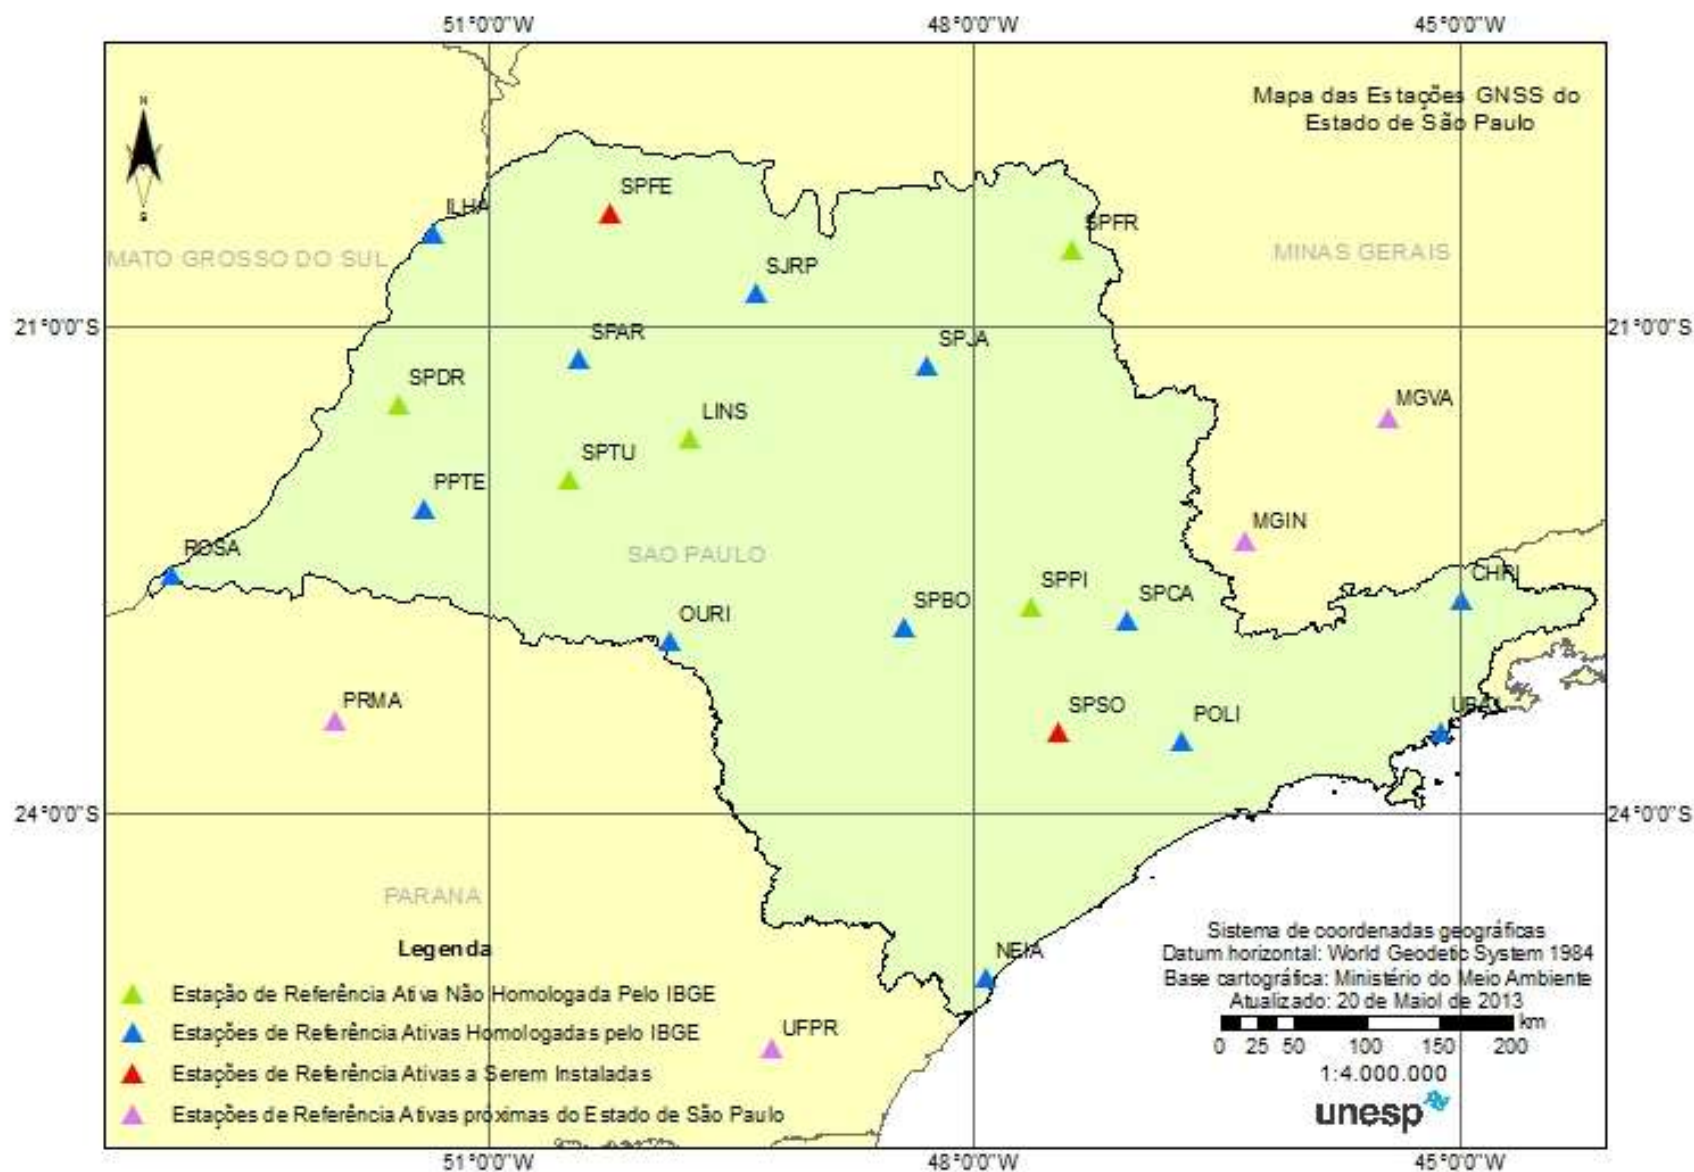 51°0'0"W
48°0'0"W
45°0'0"W
Mapa das Estações GNSS do
Estado de São Paulo
N
S
SPFE
ILHA
SPFR
MATO GROSSO DO SUL
MINAS GERAIS
SJRP
21°0'0"S
21°0'0"S
SPAR
SPJA
SPDR
MGVA
LINS
SPTU
PPTE
MGIN
ROSA
SAO PAULO
SPPI
CHPI
SPBO
SPCA
OURI
PRMA
SPSO
POLI
24°0'0"S
24°0'0"S
PARANA
Sistema de coordenadas geográficas
Legenda
NEIA
Datum horizontal: World Geodetic System 1984
Base cartográfica: Ministério do Meio Ambiente
Estação de Referência Ativa Não Homologada Pelo IBGE
Atualizado: 20 de Maiol de 2013
Estações de Referência Ativas Homologadas pelo IBGE
UFPR
km
0 25 50 100 150 200
Estações de Referência Ativas a Serem Instaladas
1:4.000.000
Estações de Referência Ativas próximas do Estado de São Paulo
unesp
51°0'0"W
48°0'0"W
45°0'0"W